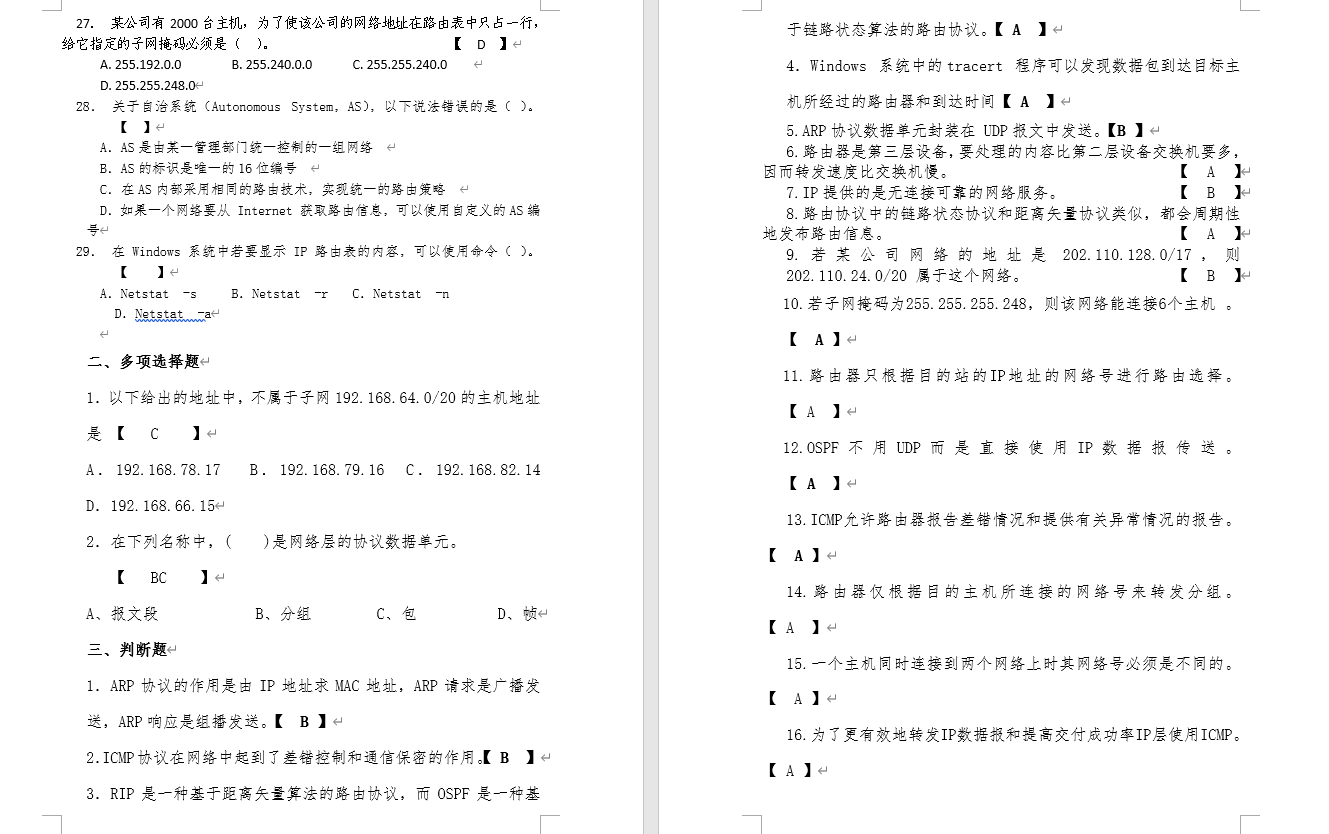 27. 某公司有 2000 台主机，为了使该公司的网络地址在路由表中只占一行，
给它指定的子网掩码必须是（ ）。 【 D 】
A. 255.192.0.0 B. 255.240.0.0 C. 255.255.240.0
D. 255.255.248.0
28. 关于自治系统（Autonomous System，AS），以下说法错误的是（ ）。
【 】
A．AS 是由某一管理部门统一控制的一组网络
B．AS 的标识是唯一的 16 位编号
C．在 AS 内部采用相同的路由技术，实现统一的路由策略
D．如果一个网络要从 Internet 获取路由信息，可以使用自定义的 AS 编
号
29. 在 Windows 系统中若要显示 IP 路由表的内容，可以使用命令（ ）。
【 】
A．Netstat -s B．Netstat -r C．Netstat -n
D．Netstat -a
二、多项选择题
1．以下给出的地址中，不属于子网 192.168.64.0/20 的主机地址
是 【 C 】
A． 192.168.78.17 B． 192.168.79.16 C． 192.168.82.14
D．192.168.66.15
2．在下列名称中，( )是网络层的协议数据单元。
【 BC 】
A、报文段 B、分组 C、包 D、帧
三、判断题
1．ARP 协议的作用是由 IP 地址求 MAC 地址，ARP 请求是广播发
送，ARP 响应是组播发送。【 B 】
2.ICMP 协议在网络中起到了差错控制和通信保密的作用。【 B 】
3．RIP 是一种基于距离矢量算法的路由协议，而 OSPF 是一种基
于链路状态算法的路由协议。【 A 】
4．Windows 系统中的 tracert 程序可以发现数据包到达目标主
机所经过的路由器和到达时间【 A 】
5.ARP 协议数据单元封装在 UDP 报文中发送。【B 】
6.路由器是第三层设备，要处理的内容比第二层设备交换机要多，
因而转发速度比交换机慢。 【 A 】
7.IP 提供的是无连接可靠的网络服务。 【 B 】
8.路由协议中的链路状态协议和距离矢量协议类似，都会周期性
地发布路由信息。 【 A 】
9.若某公司网络的地址是 202.110.128.0/17，则
202.110.24.0/20 属于这个网络。 【 B 】
10.若子网掩码为255.255.255.248，则该网络能连接6个主机 。
【 A 】
11.路由器只根据目的站的IP地址的网络号进行路由选择。
【 A 】
12.OSPF 不用 UDP 而是直接使用 IP 数据报传送。
【 A 】
13.ICMP允许路由器报告差错情况和提供有关异常情况的报告。
【 A 】
14.路由器仅根据目的主机所连接的网络号来转发分组。
【 A 】
15.一个主机同时连接到两个网络上时其网络号必须是不同的。
【 A 】
16.为了更有效地转发IP数据报和提高交付成功率IP层使用ICMP。
【 A 】